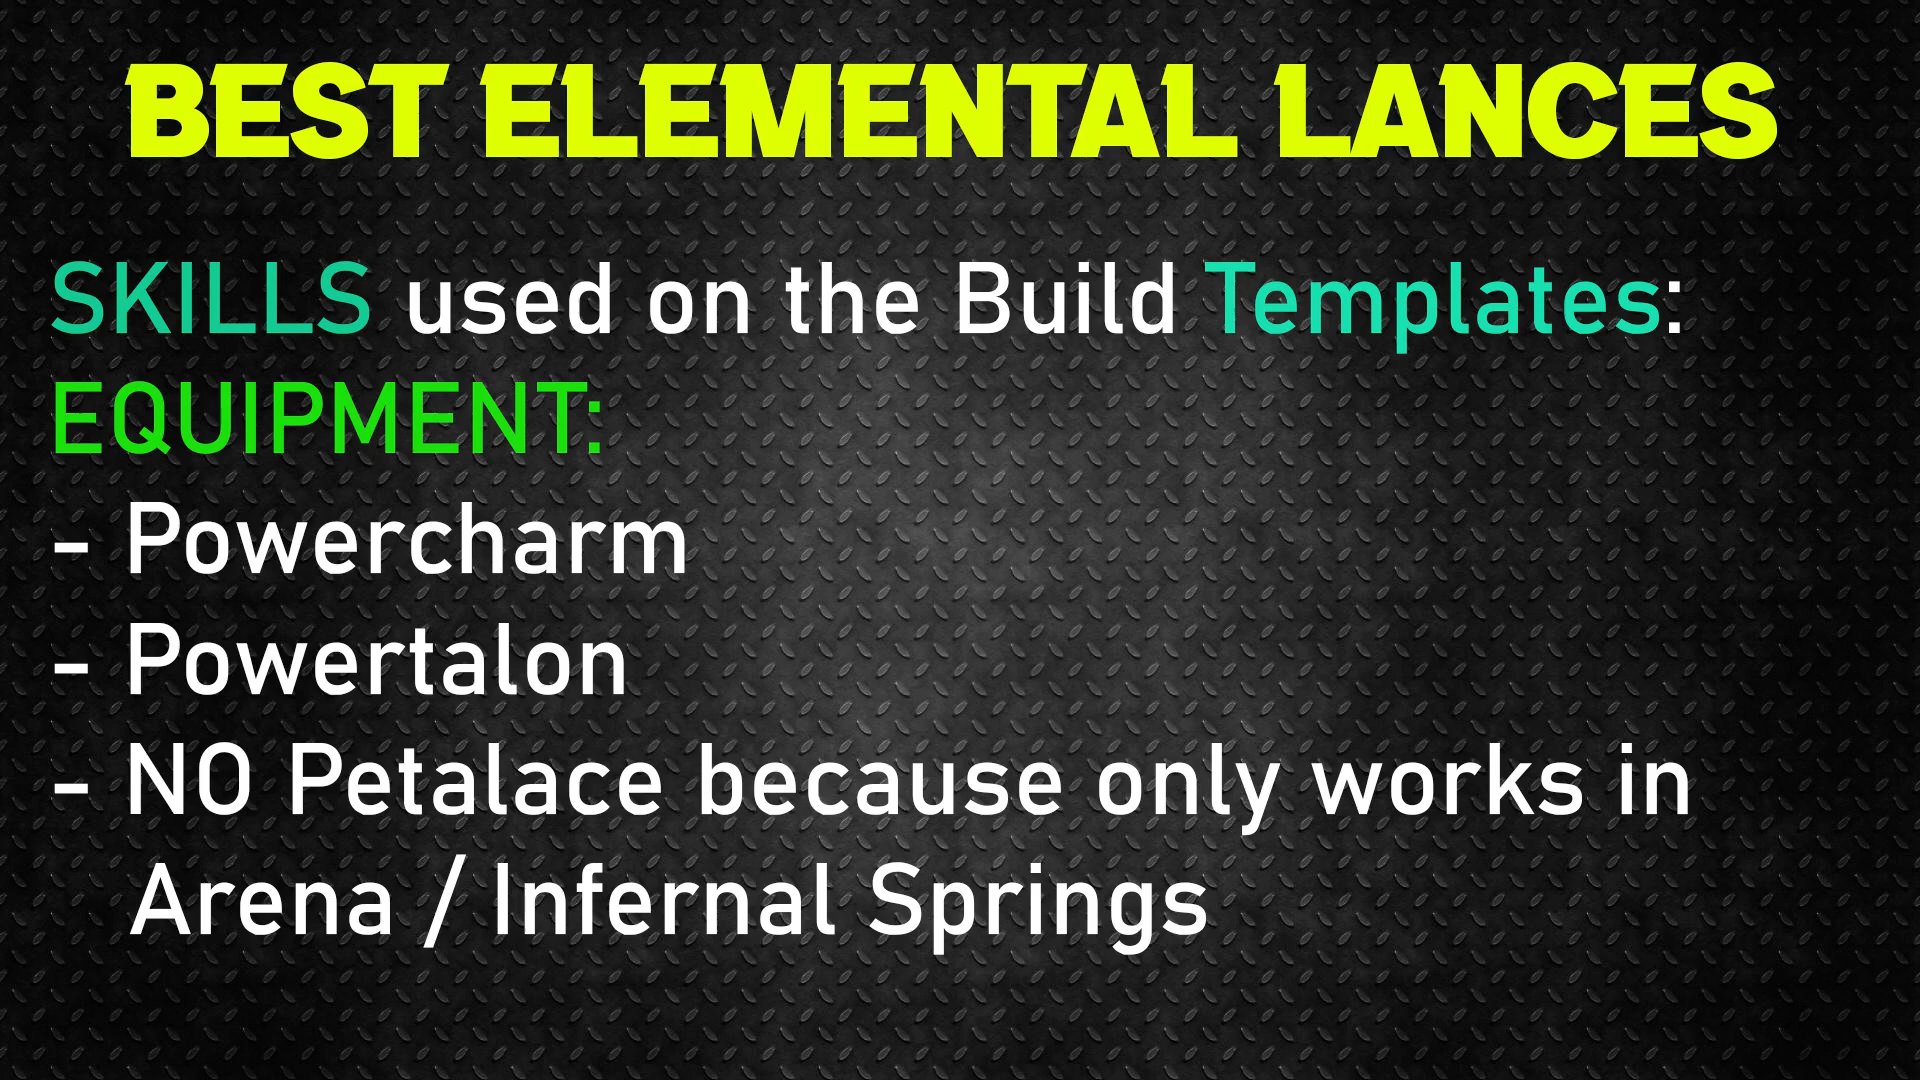 BEST ELEMENTAL LANCES
SKILLS used on the Build Templates:
EQUIPMENT:
- Powercharm
- Powertalon
- NO Petalace because only works in
Arena / Infernal Springs